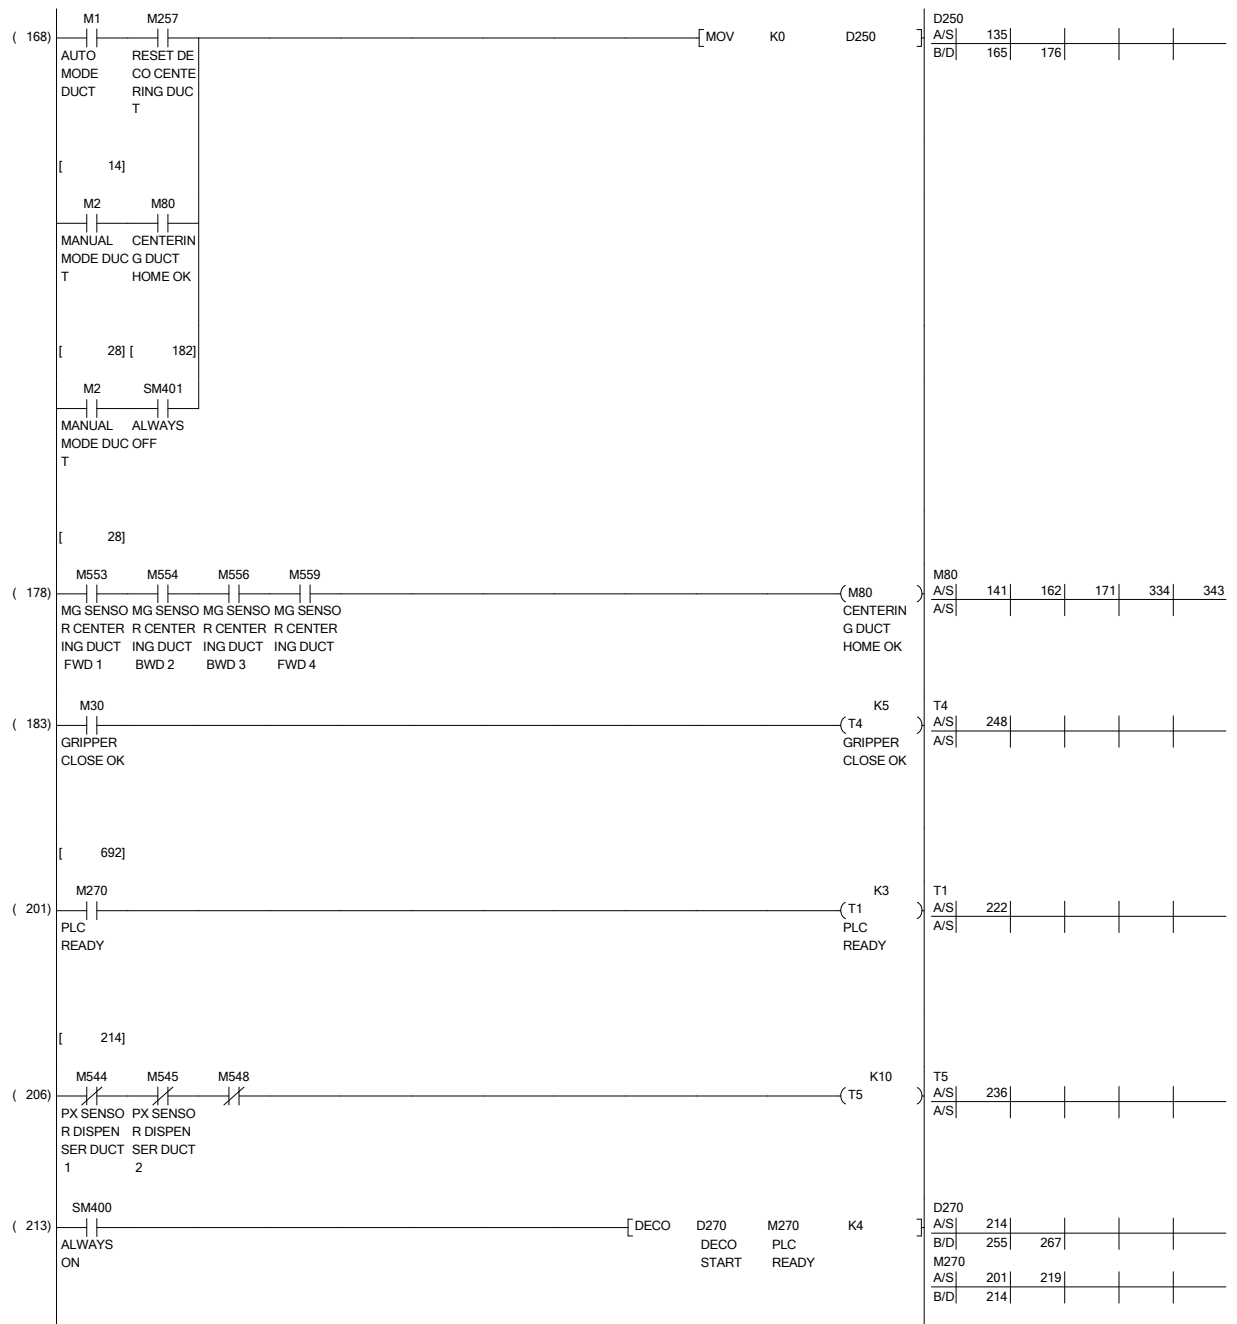 M1 M257 D250
( 168) [ MOV K0 D250 ] A/S 135
AUTO RESET DE B/D 165 176
MODE CO CENTE
DUCT RING DUC
T
[ 14]
M2 M80
MANUAL CENTERIN
MODE DUC G DUCT
T HOME OK
[ 28] [ 182]
M2 SM401
MANUAL ALWAYS
MODE DUC OFF
T
[ 28]
M553 M554 M556 M559 M80
( 178) ( M80 ) A/S 141 162 171 334 343
MG SENSO MG SENSO MG SENSO MG SENSO CENTERIN A/S
R CENTER R CENTER R CENTER R CENTER G DUCT
ING DUCT ING DUCT ING DUCT ING DUCT HOME OK
FWD 1 BWD 2 BWD 3 FWD 4
M30 K5 T4
( 183) ( T4 ) A/S 248
GRIPPER GRIPPER A/S
CLOSE OK CLOSE OK
[ 692]
M270 K3 T1
( 201) ( T1 ) A/S 222
PLC PLC A/S
READY READY
[ 214]
M544 M545 M548 K10 T5
( 206) ( T5 ) A/S 236
PX SENSO PX SENSO A/S
R DISPEN R DISPEN
SER DUCT SER DUCT
1 2
SM400 D270
( 213) [ DECO D270 M270 K4 ] A/S 214
ALWAYS DECO PLC B/D 255 267
ON START READY M270
A/S 201 219
B/D 214